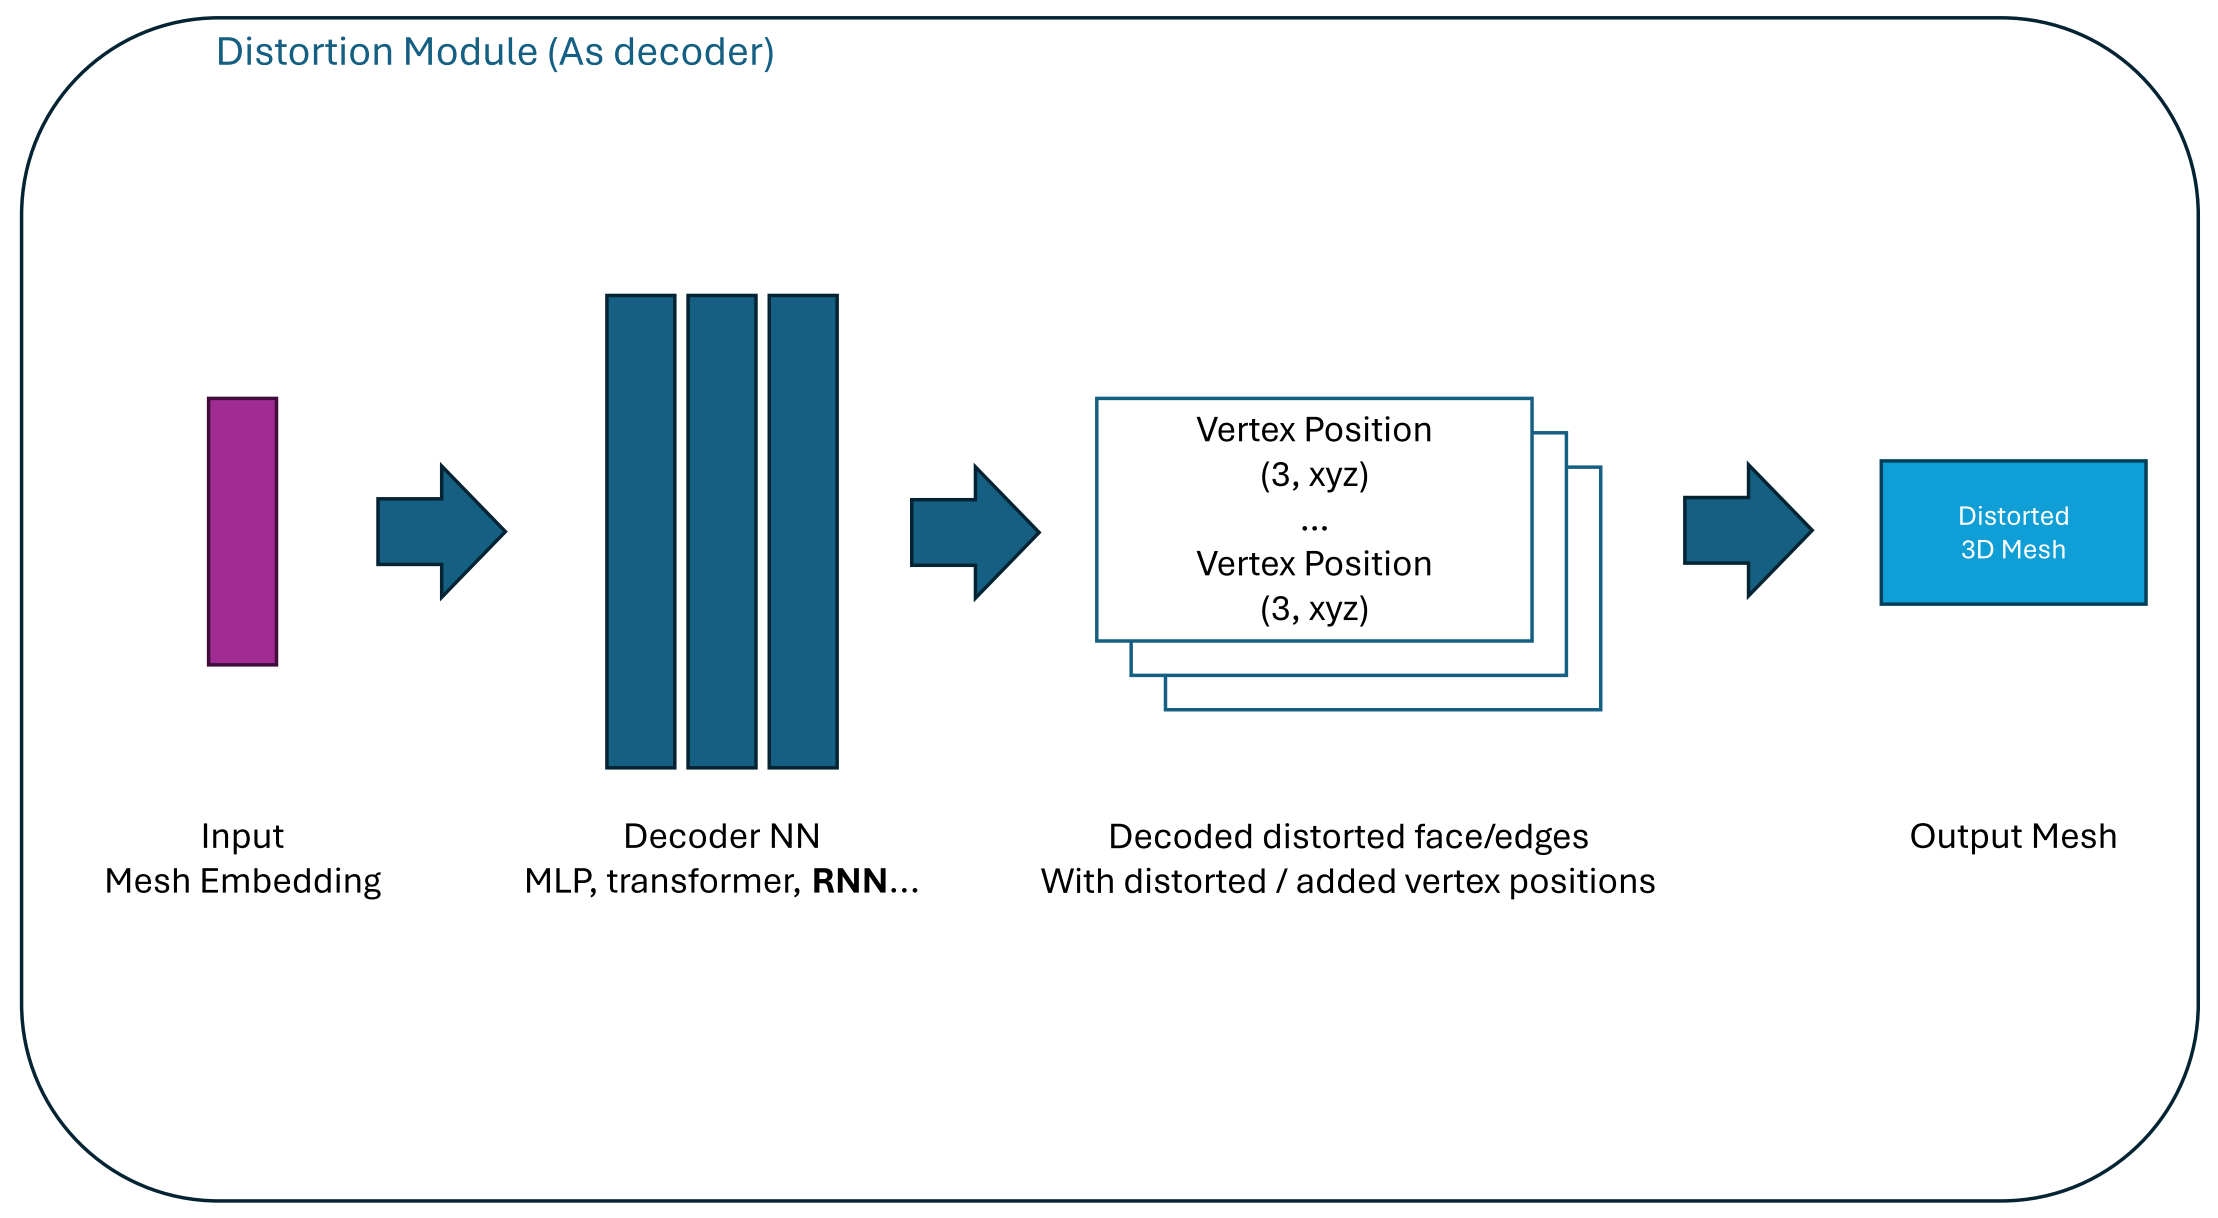 Distortion Module (As decoder)
Vertex Position
(3, xyz)
...
Vertex Position
(3, xyz)
Distorted
3D Mesh
Input
Mesh Embedding
Decoder NN
MLP, transformer, RNN...
Decoded distorted face/edges
With distorted / added vertex positions
Output Mesh